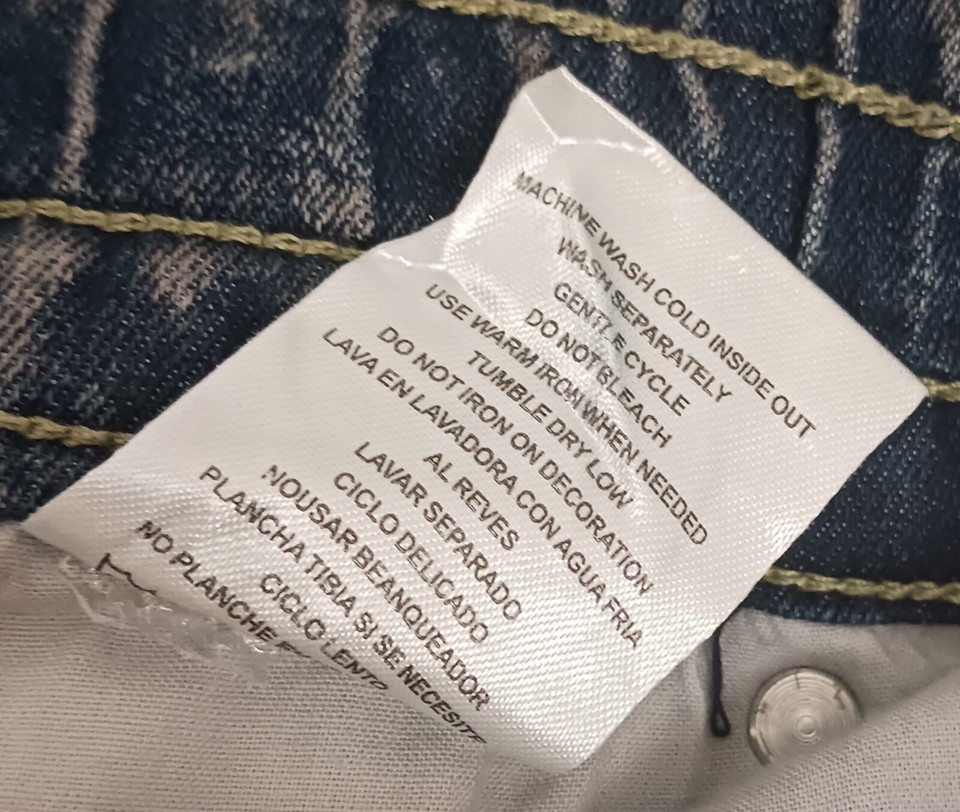 MACHINE WASH COLD INSIDE OUT
WASH SEPARATELY
GENTLE CYCLE
DO NOT BLEACH
USE WARM IRON WHEN NEEDED
TUMBLE DRY LOW
DO NOT IRON ON DECORATION
LAVA EN LAVADORA CON AGUA FRIA
AL REVES
LAVAR SEPARADO
CICLO DELICADO
NOUSAR BEANQUEADOR
PLANCHA TIBIA SI SE NECESITE
CICLO LENTO
NO PLANCHE